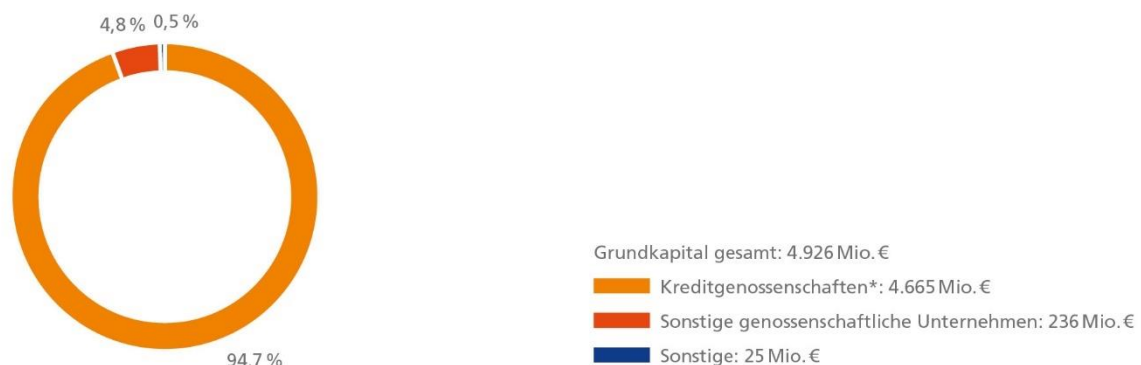 4,8 % 0,5 %
Grundkapital gesamt: 4.926 Mio. €
Kreditgenossenschaften*: 4.665 Mio. €
Sonstige genossenschaftliche Unternehmen: 236 Mio. €
Sonstige: 25 Mio. €
94,7 %